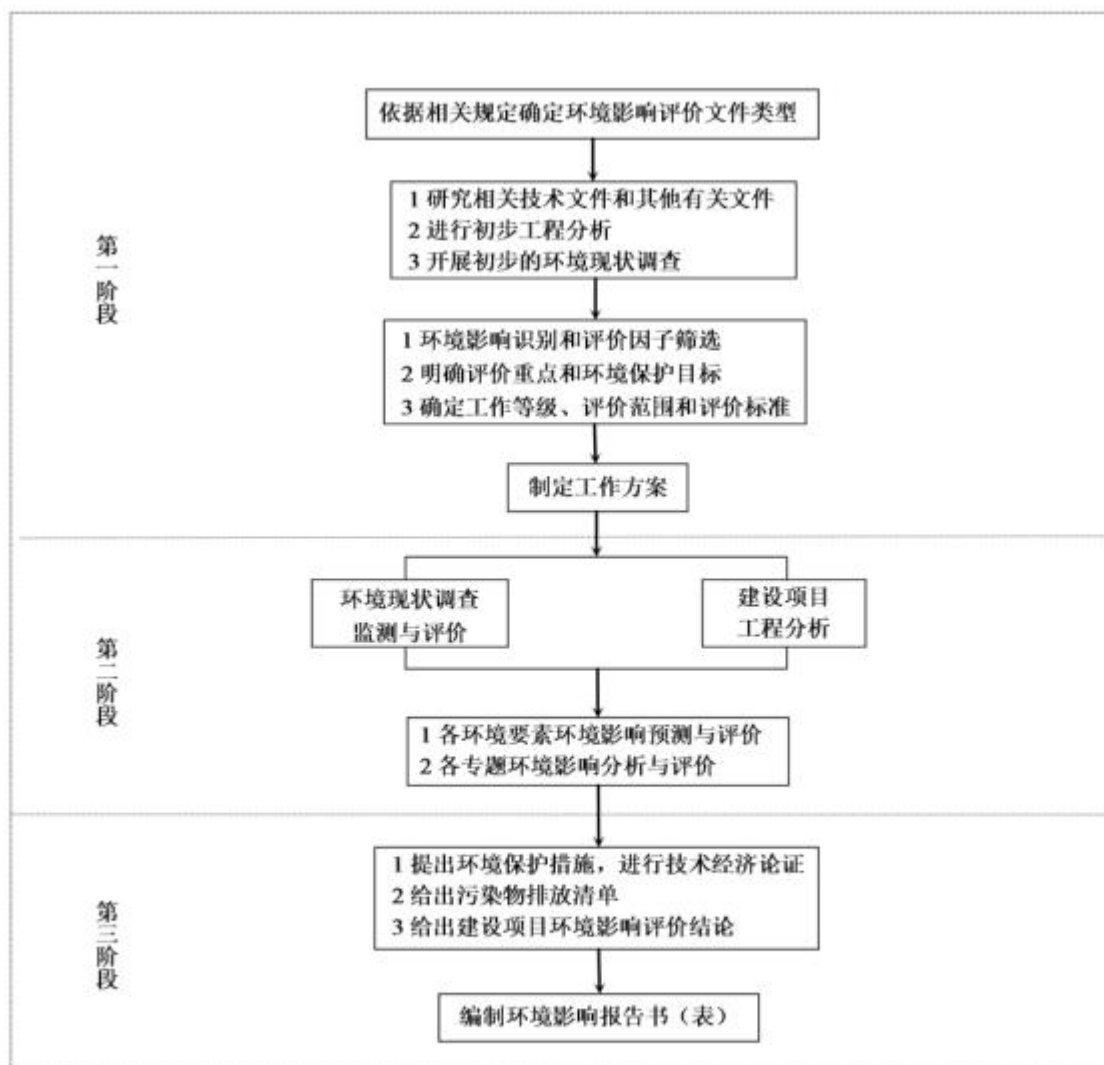 依据相关规定确定环境影响评价文件类型
1 研究相关技术文件和其他有关文件
2 进行初步工程分析
3 开展初步的环境现状调查
第一阶段
1 环境影响识别和评价因子筛选
2 明确评价重点和环境保护目标
3 确定工作等级、评价范围和评价标准
制定工作方案
环境现状调查
监测与评价
建设项目
工程分析
第二阶段
1 各环境要素环境影响预测与评价
2 各专题环境影响分析与评价
1 提出环境保护措施，进行技术经济论证
2 给出污染物排放清单
3 给出建设项目环境影响评价结论
第三阶段
编制环境影响报告书（表）